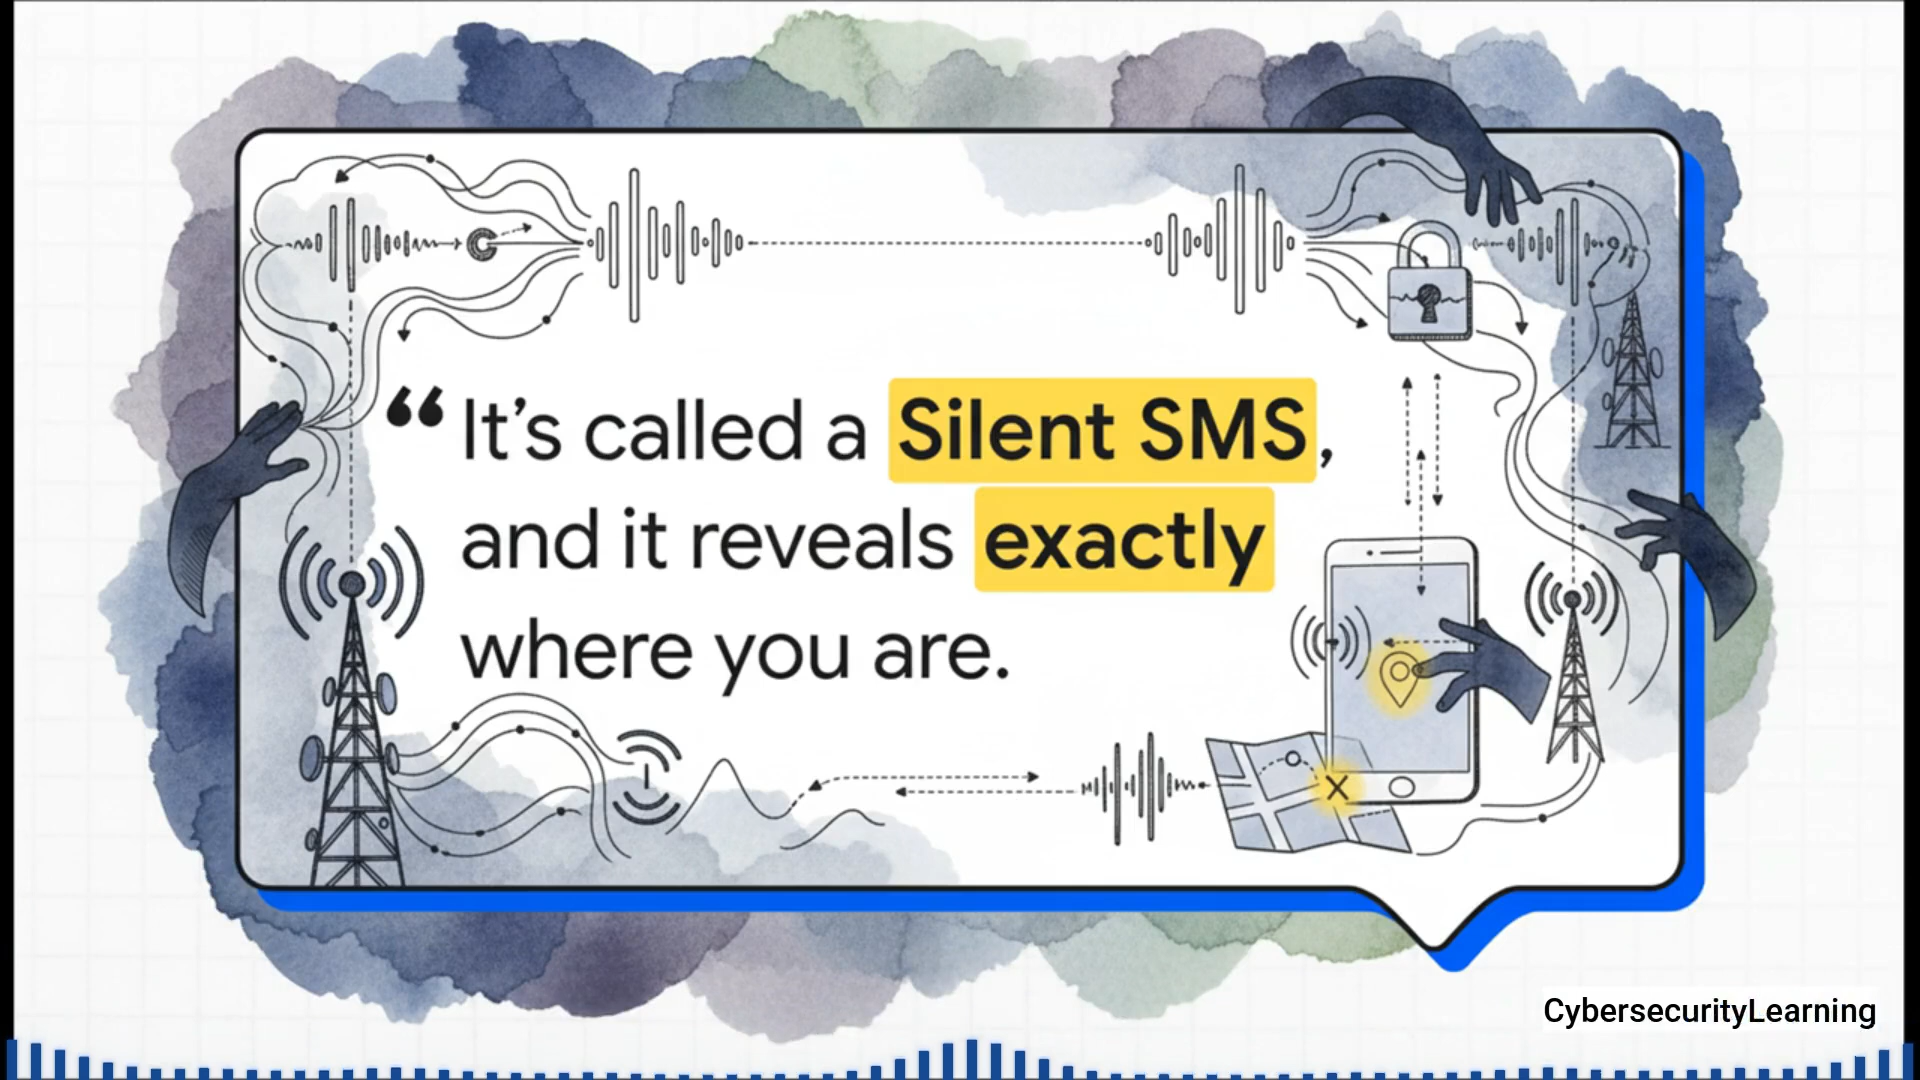 “It’s called a Silent SMS,
and it reveals exactly
where you are.
CybersecurityLearning